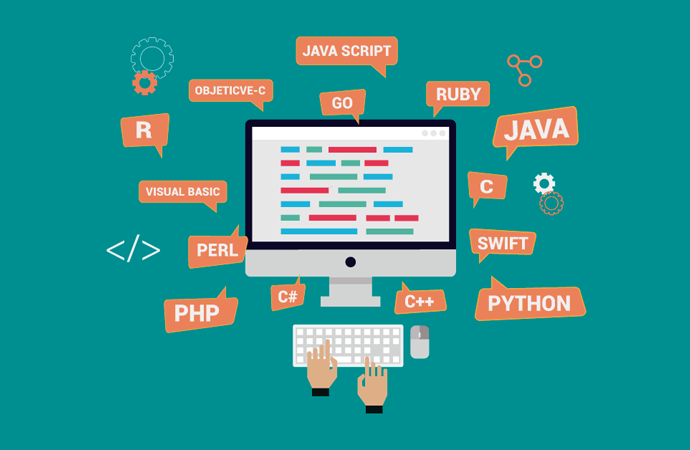 JAVA SCRIPT
OBJETICVE-C
GO
RUBY
R
JAVA
VISUAL BASIC
C
</>
PERL
SWIFT
PHP
C#
C++
PYTHON